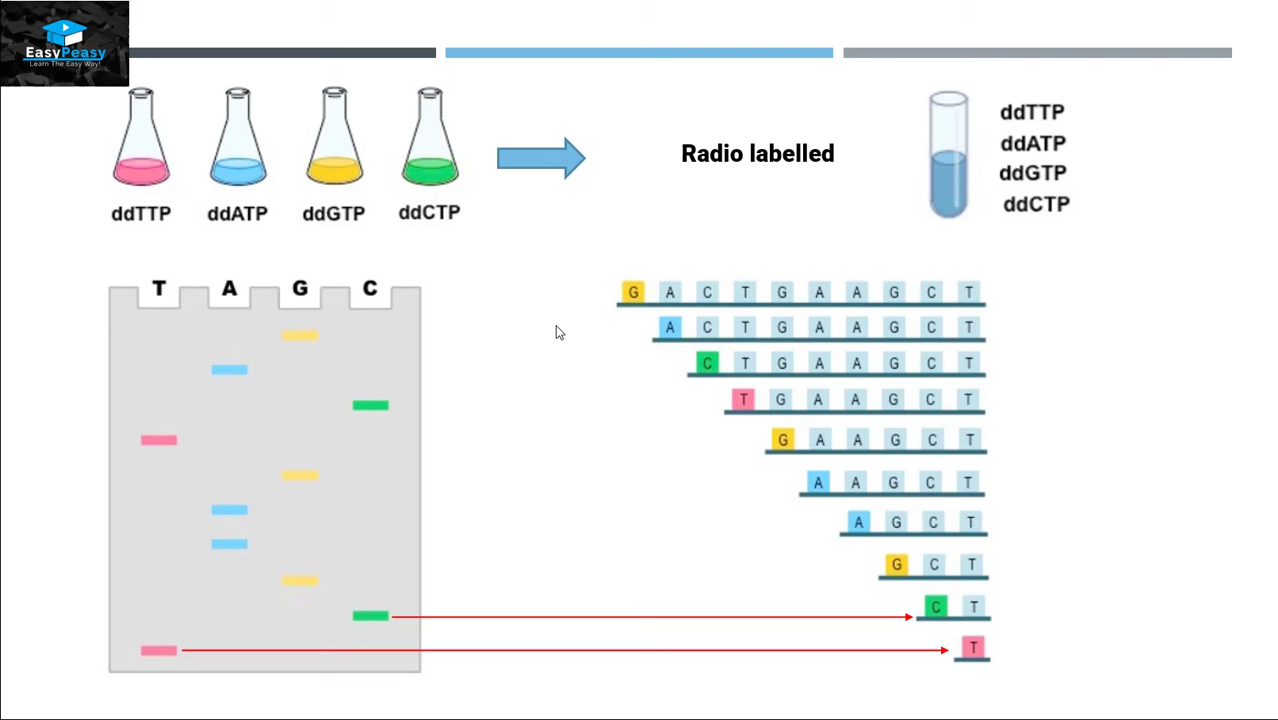 EasyPeasy
Learn The Easy Way!
ddTTP
ddATP
ddGTP
ddCTP
Radio labelled
ddTTP
ddATP
ddGTP
ddCTP
T A G C
G A C T G A A G C T
A C T G A A G C T
C T G A A G C T
T G A A G C T
G A A G C T
A A G C T
A G C T
G C T
C T
T